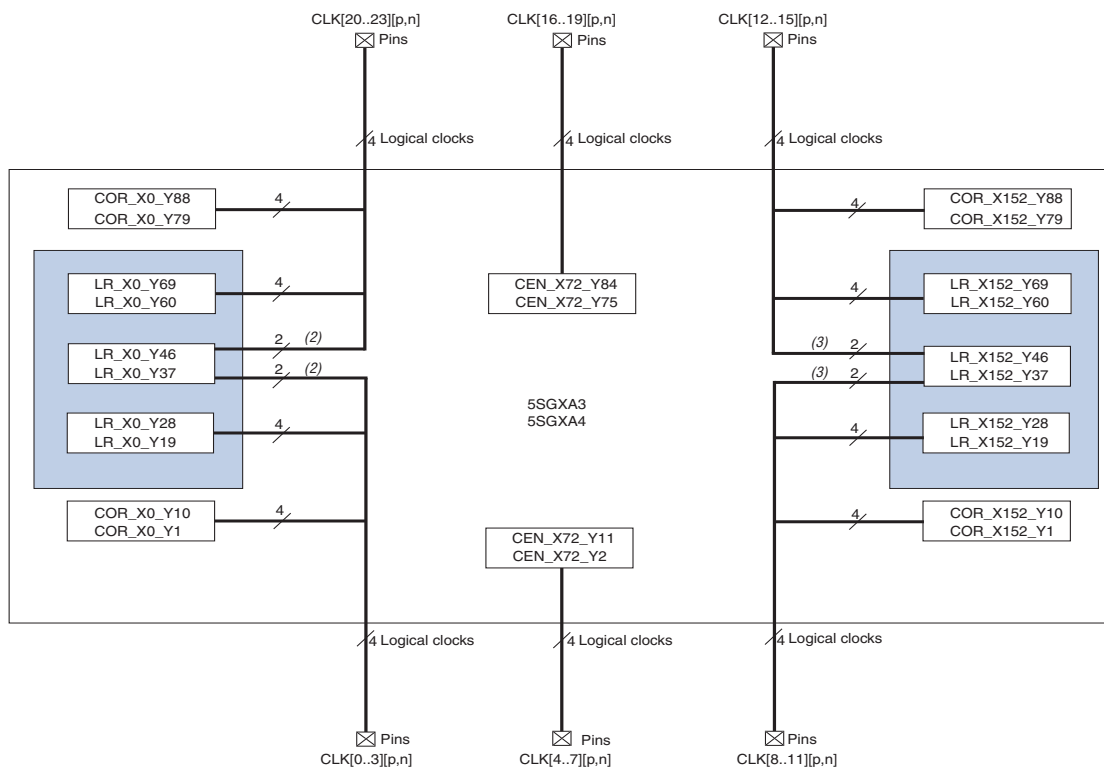 CLK[20..23][p,n]
CLK[16..19][p,n]
CLK[12..15][p,n]
Pins
Pins
Pins
4 Logical clocks
4 Logical clocks
4 Logical clocks
COR_X0_Y88
COR_X0_Y79
4
4
COR_X152_Y88
COR_X152_Y79
LR_X0_Y69
LR_X0_Y60
4
CEN_X72_Y84
CEN_X72_Y75
4
LR_X152_Y69
LR_X152_Y60
LR_X0_Y46
LR_X0_Y37
2 (2)
2 (2)
(3) 2
(3) 2
LR_X152_Y46
LR_X152_Y37
5SGXA3
5SGXA4
LR_X0_Y28
LR_X0_Y19
4
4
LR_X152_Y28
LR_X152_Y19
COR_X0_Y10
COR_X0_Y1
4
CEN_X72_Y11
CEN_X72_Y2
4
COR_X152_Y10
COR_X152_Y1
4 Logical clocks
4 Logical clocks
4 Logical clocks
Pins
Pins
Pins
CLK[0..3][p,n]
CLK[4..7][p,n]
CLK[8..11][p,n]